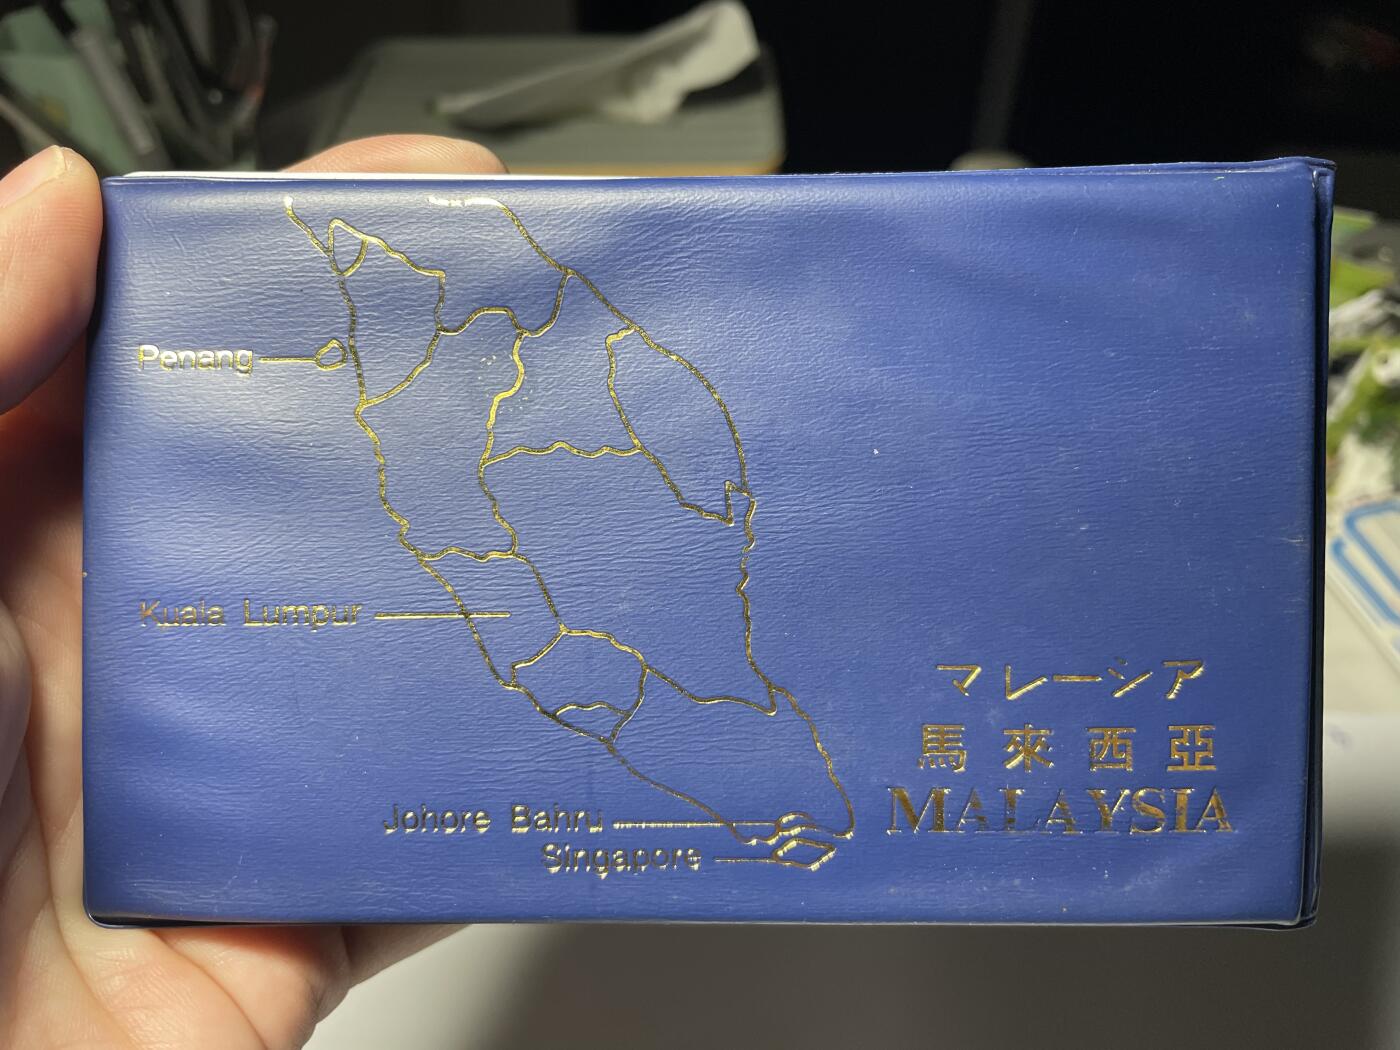 Penang
Kuala Lumpur
Johore Bahru
Singapore
マレーシア
馬來西亞
MALAYSIA